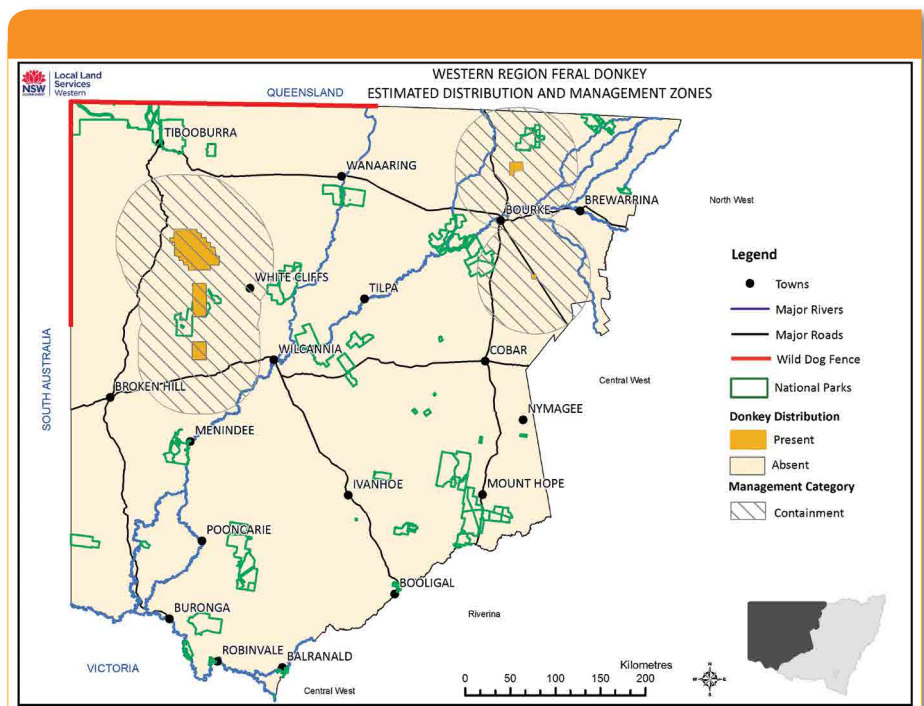 NSW
GOVERNMENT
Local Land
Services
Western
WESTERN REGION FERAL DONKEY
ESTIMATED DISTRIBUTION AND MANAGEMENT ZONES
QUEENSLAND
TIBOOBURRA
WANAARING
BOURKE
BREWARRINA
North West
WHITE CLIFFS
TILPA
SOUTH AUSTRALIA
WILCANNIA
COBAR
Central West
BROKEN HILL
NYMAGEE
MENINDEE
IVANHOE
MOUNT HOPE
POONCARIE
BOOLIGAL
BURONGA
Riverina
ROBINVALE
BALRANALD
VICTORIA
Central West
Legend
Towns
Major Rivers
Major Roads
Wild Dog Fence
National Parks
Donkey Distribution
Present
Absent
Management Category
Containment
Kilometres
0 50 100 150 200
N
W E
S